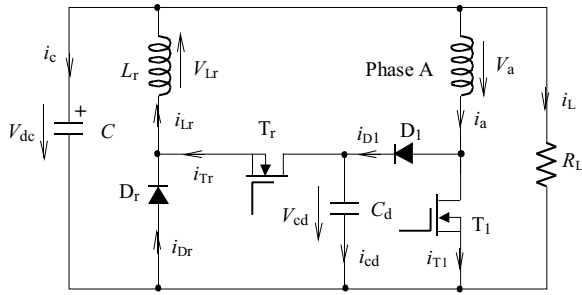 i_c
L_r
V_Lr
Phase A
V_a
i_L
V_dc
+
C
i_Lr
T_r
i_D1
D_1
i_a
R_L
i_Tr
D_r
V_cd
C_d
T_1
i_Dr
i_cd
i_T1